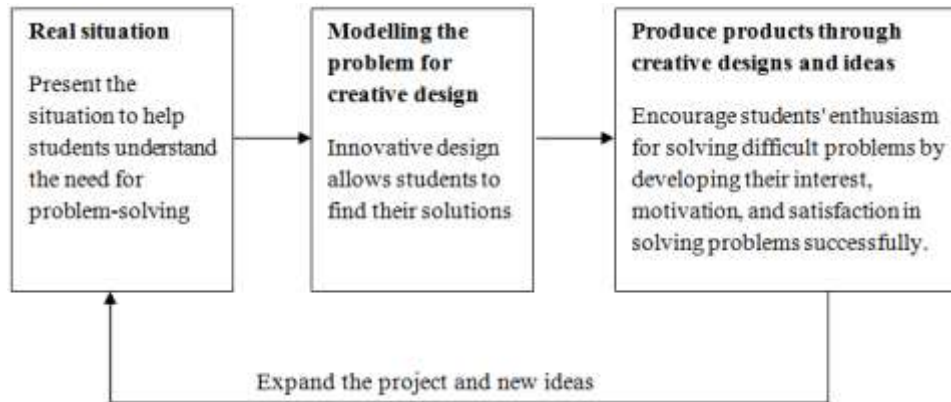 Real situation
Present the
situation to help
students understand
the need for
problem-solving
Modelling the
problem for
creative design
Innovative design
allows students to
find their solutions
Produce products through
creative designs and ideas
Encourage students' enthusiasm
for solving difficult problems by
developing their interest,
motivation, and satisfaction in
solving problems successfully.
Expand the project and new ideas